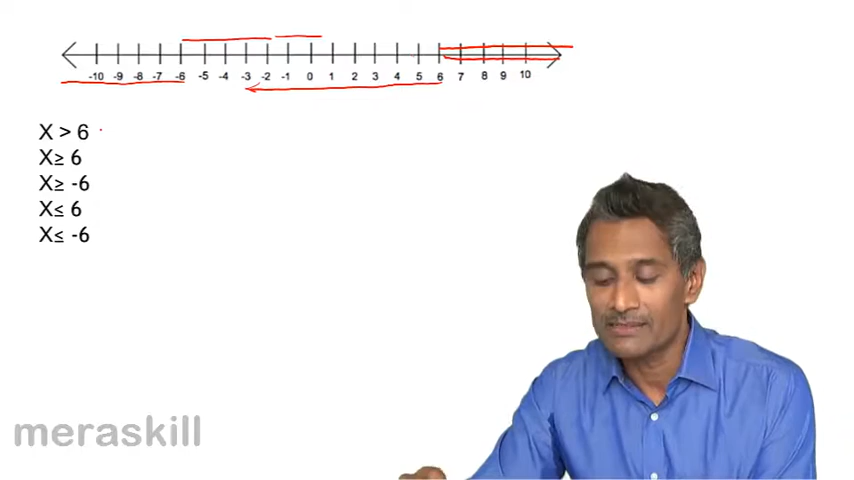 -10 -9 -8 -7 -6 -5 -4 -3 -2 -1 0 1 2 3 4 5 6 7 8 9 10
X > 6
X ≥ 6
X ≥ -6
X ≤ 6
X ≤ -6
meraskill